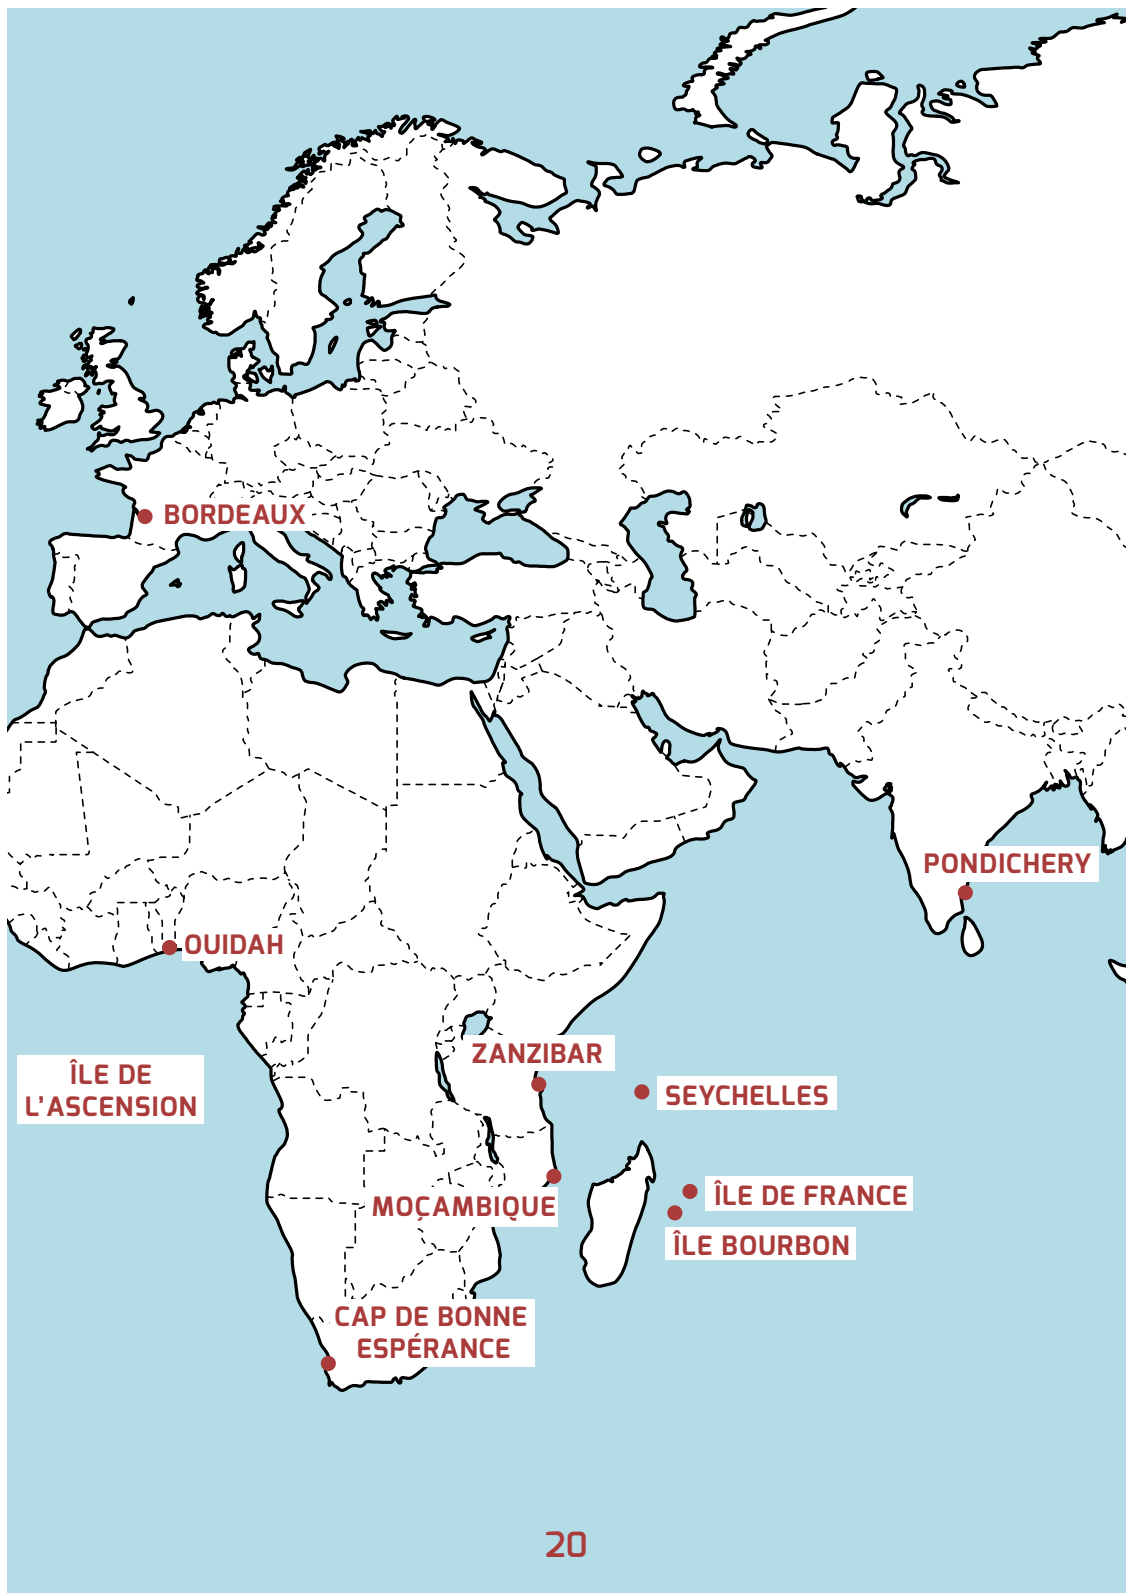 BORDEAUX
PONDICHERY
OUIDAH
ZANZIBAR
ÎLE DE
L'ASCENSION
SEYCHELLES
MOÇAMBIQUE
ÎLE DE FRANCE
ÎLE BOURBON
CAP DE BONNE
ESPÉRANCE
20